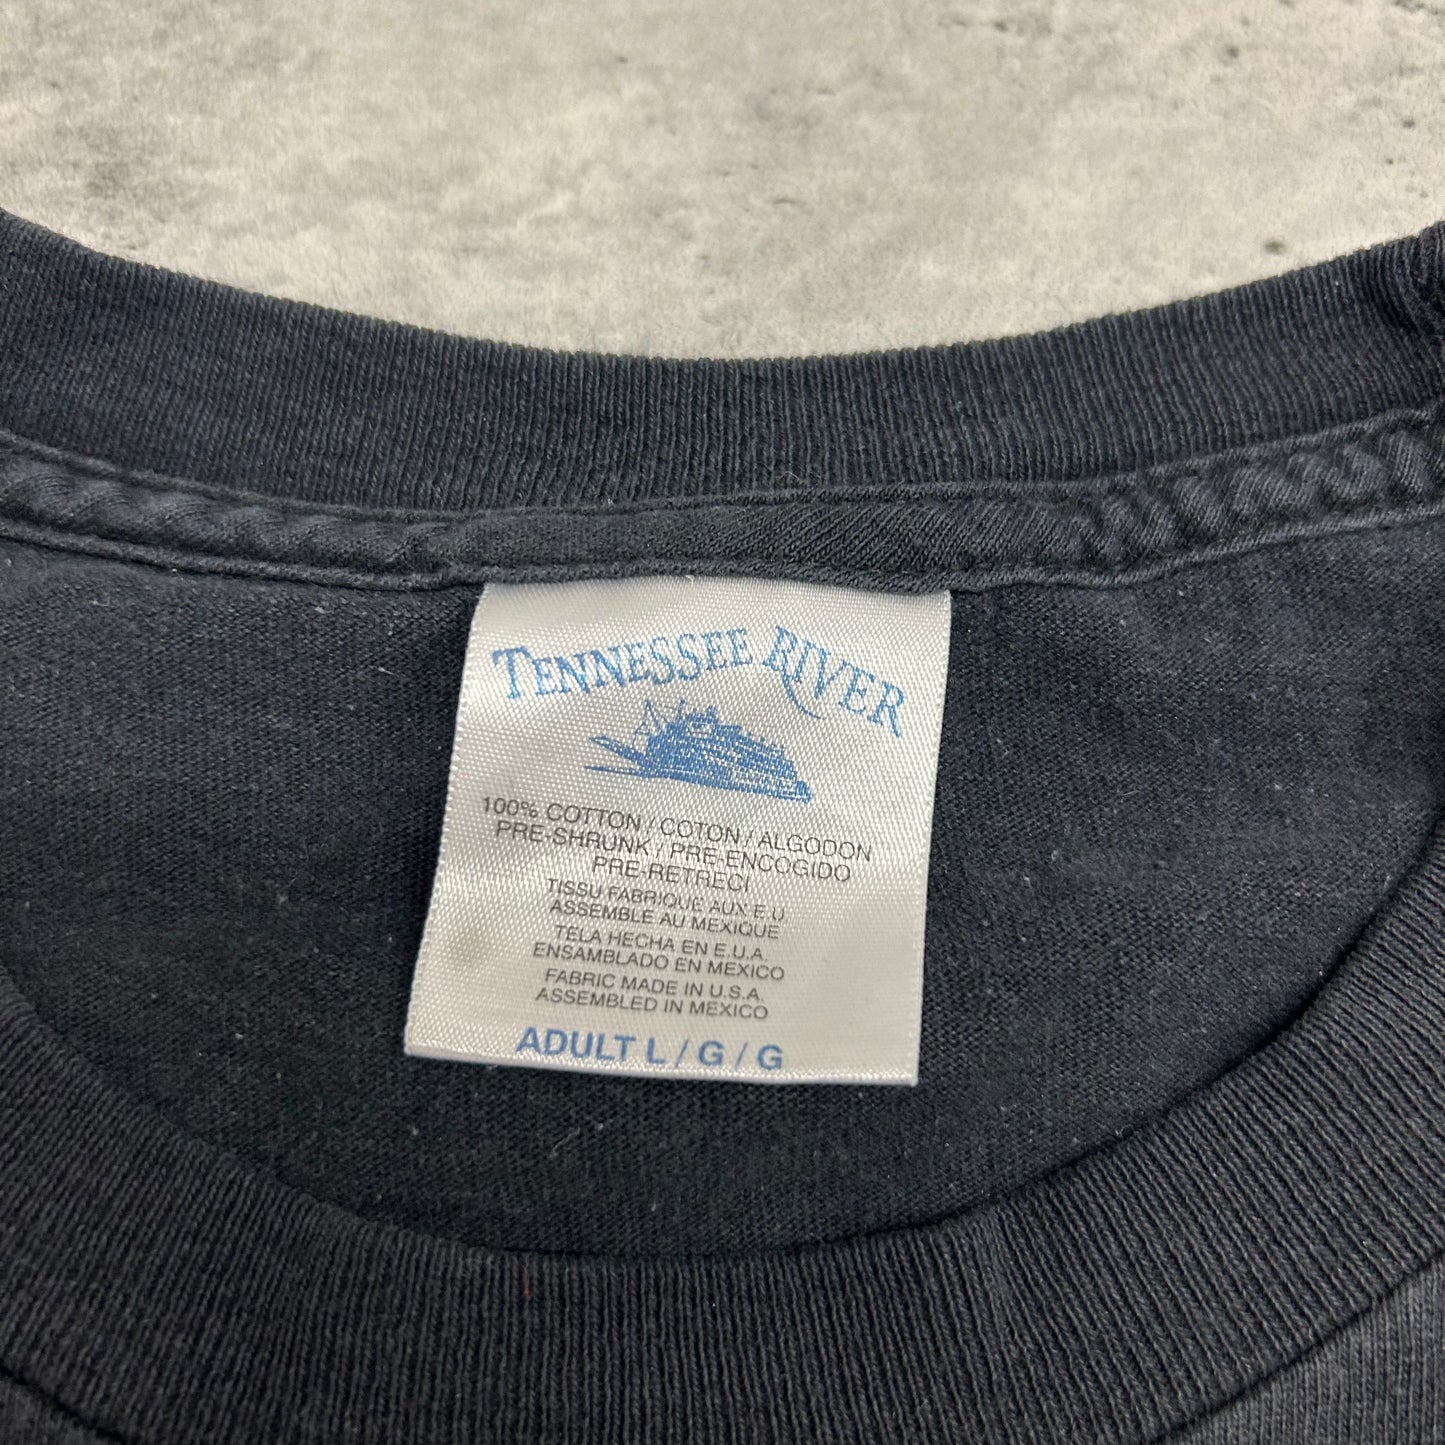 TENNESSEE RIVER
100% COTTON / COTON / ALGODON
PRE-SHRUNK / PRE-ENCOGIDO
PRE-RETRECI
TISSU FABRIQUE AUX E.U.
ASSEMBLE AU MEXIQUE
TELA HECHA EN E.U.A.
ENSAMBLADO EN MEXICO
FABRIC MADE IN U.S.A.
ASSEMBLED IN MEXICO
ADULT L / G / G